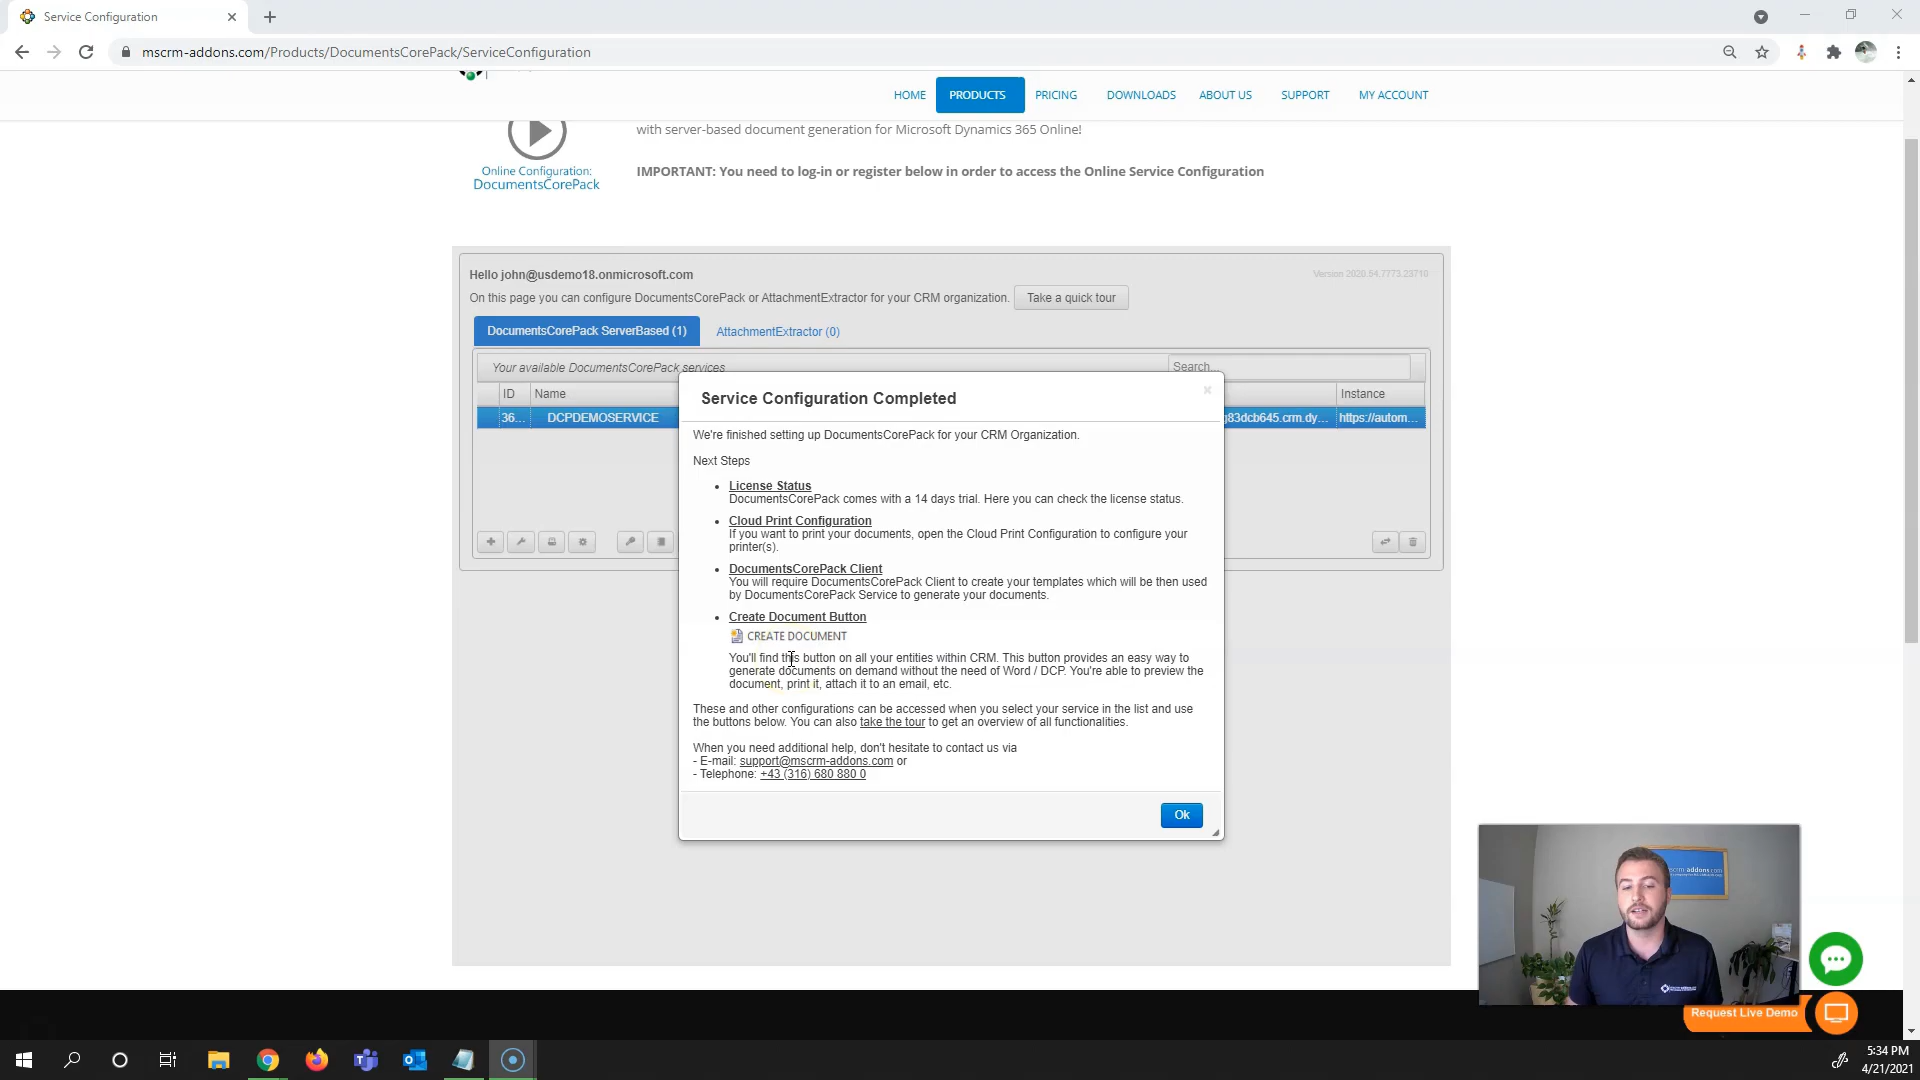 Service Configuration
mscrm-addons.com/Products/DocumentsCorePack/ServiceConfiguration
HOME PRODUCTS PRICING DOWNLOADS ABOUT US SUPPORT MY ACCOUNT
with server-based document generation for Microsoft Dynamics 365 Online!
Online Configuration:
DocumentsCorePack
IMPORTANT: You need to log-in or register below in order to access the Online Service Configuration
Hello john@usdemo18.onmicrosoft.com
Version 2020.54.7773.23710
On this page you can configure DocumentsCorePack or AttachmentExtractor for your CRM organization.
Take a quick tour
DocumentsCorePack ServerBased (1) AttachmentExtractor (0)
Your available DocumentsCorePack services
Search...
ID Name Instance
36... DCPDEMOSERVICE g83dcb645.crm.dy... https://autom...
Service Configuration Completed
We're finished setting up DocumentsCorePack for your CRM Organization.
Next Steps
• License Status
DocumentsCorePack comes with a 14 days trial. Here you can check the license status.
• Cloud Print Configuration
If you want to print your documents, open the Cloud Print Configuration to configure your
printer(s).
• DocumentsCorePack Client
You will require DocumentsCorePack Client to create your templates which will be then used
by DocumentsCorePack Service to generate your documents.
• Create Document Button
CREATE DOCUMENT
You'll find this button on all your entities within CRM. This button provides an easy way to
generate documents on demand without the need of Word / DCP. You're able to preview the
document, print it, attach it to an email, etc.
These and other configurations can be accessed when you select your service in the list and use
the buttons below. You can also take the tour to get an overview of all functionalities.
When you need additional help, don't hesitate to contact us via
- E-mail: support@mscrm-addons.com or
- Telephone: +43 (316) 680 880 0
Ok
mscrm-addons.com
Request Live Demo
5:34 PM
4/21/2021